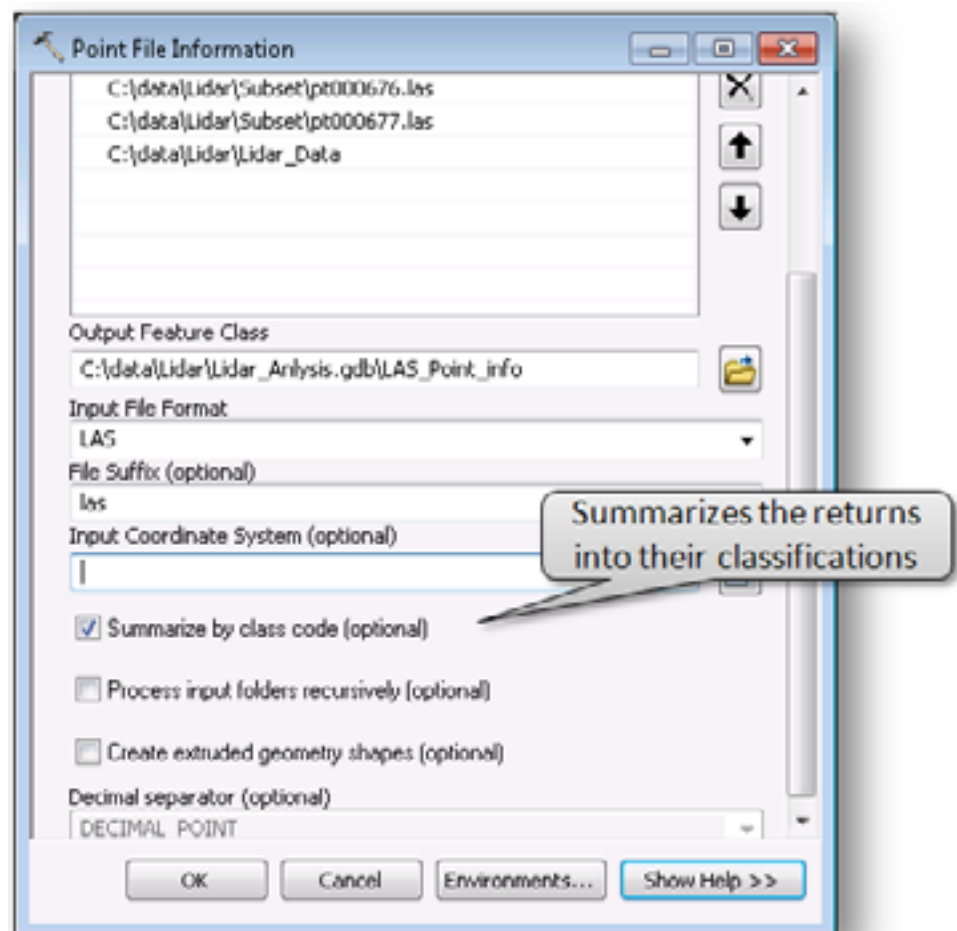 Point File Information
C:\data\Lidar\Subset\pt000676.las
C:\data\Lidar\Subset\pt000677.las
C:\data\Lidar\Lidar_Data
Output Feature Class
C:\data\Lidar\Lidar_Anlysis.gdb\LAS_Point_info
Input File Format
LAS
File Suffix (optional)
las
Input Coordinate System (optional)
Summarizes the returns
into their classifications
Summarize by class code (optional)
Process input folders recursively (optional)
Create extruded geometry shapes (optional)
Decimal separator (optional)
DECIMAL POINT
OK Cancel Environments... Show Help >>